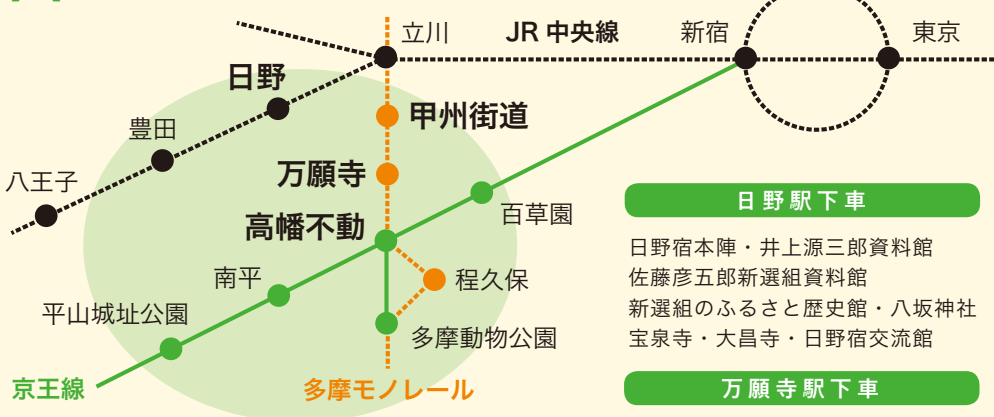 立川
JR 中央線
新宿
東京
日野
甲州街道
豊田
万願寺
八王子
百草園
高幡不動
南平
程久保
平山城址公園
多摩動物公園
京王線
多摩モノレール
日野駅下車
日野宿本陣・井上源三郎資料館
佐藤彦五郎新選組資料館
新選組のふるさと歴史館・八坂神社
宝泉寺・大昌寺・日野宿交流館
万願寺駅下車